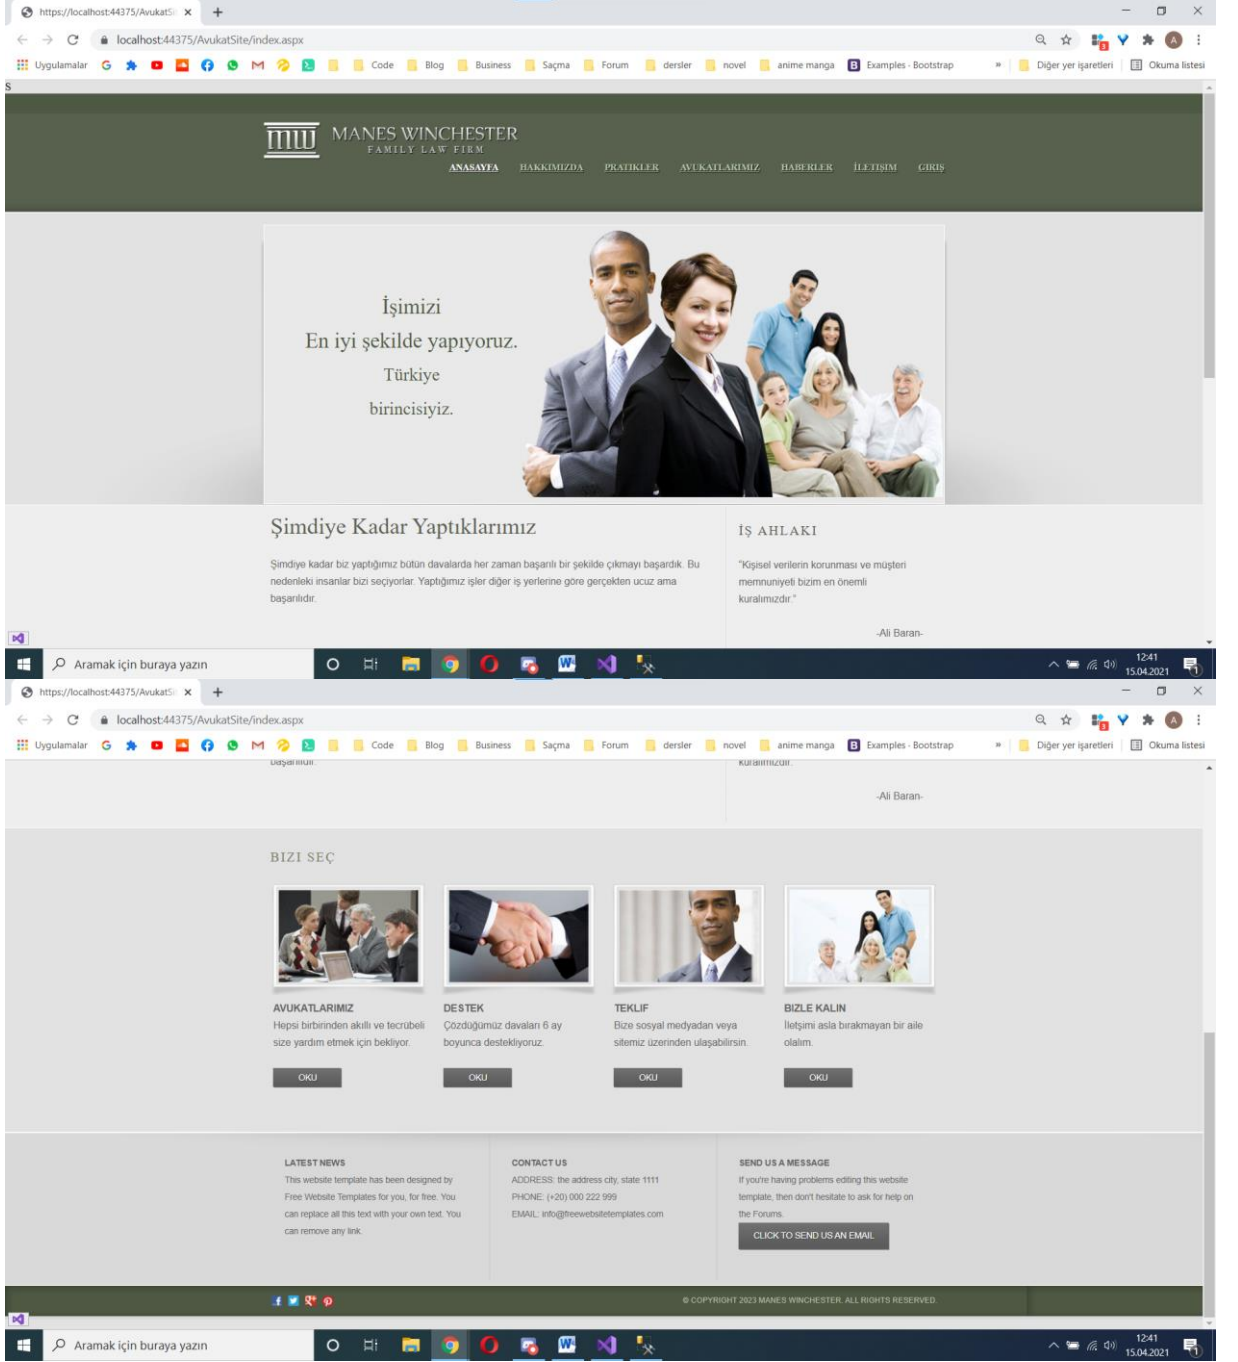 https://localhost:44375/AvukatSi
localhost:44375/AvukatSite/index.aspx
Uygulamalar Code Blog Business Saçma Forum dersler novel anime manga Examples - Bootstrap » Diğer yer işaretleri Okuma listesi
S
MW MANES WINCHESTER
FAMILY LAW FIRM
ANASAYFA HAKKIMIZDA PRATIKLER AVUKATLARIMIZ HABERLER İLETIŞIM GIRIŞ
İşimizi
En iyi şekilde yapıyoruz.
Türkiye
birincisiyiz.
Şimdiye Kadar Yaptıklarımız
Şimdiye kadar biz yaptığımız bütün davalarda her zaman başarılı bir şekilde çıkmayı başardık. Bu
nedenleki insanlar bizi seçiyorlar. Yaptığımız işler diğer iş yerlerine göre gerçekten ucuz ama
başarılıdır.
İŞ AHLAKI
"Kişisel verilerin korunması ve müşteri
memnuniyeti bizim en önemli
kuralımızdır."
-Ali Baran-
Aramak için buraya yazın
12:41
15.04.2021
https://localhost:44375/AvukatSi
localhost:44375/AvukatSite/index.aspx
Uygulamalar Code Blog Business Saçma Forum dersler novel anime manga Examples - Bootstrap » Diğer yer işaretleri Okuma listesi
başarılıdır.
kuralımızdır.
-Ali Baran-
BIZI SEÇ
AVUKATLARIMIZ
Hepsi birbirinden akıllı ve tecrübeli
size yardım etmek için bekliyor.
OKU
DESTEK
Çözdüğümüz davaları 6 ay
boyunca destekliyoruz.
OKU
TEKLIF
Bize sosyal medyadan veya
sitemiz üzerinden ulaşabilirsin.
OKU
BIZLE KALIN
İletşimi asla bırakmayan bir aile
olalım.
OKU
LATEST NEWS
This website template has been designed by
Free Website Templates for you, for free. You
can replace all this text with your own text. You
can remove any link.
CONTACT US
ADDRESS: the address city, state 1111
PHONE: (+20) 000 222 999
EMAIL: info@freewebsitetemplates.com
SEND US A MESSAGE
If you're having problems editing this website
template, then don't hesitate to ask for help on
the Forums.
CLICK TO SEND US AN EMAIL
© COPYRIGHT 2023 MANES WINCHESTER. ALL RIGHTS RESERVED.
Aramak için buraya yazın
12:41
15.04.2021